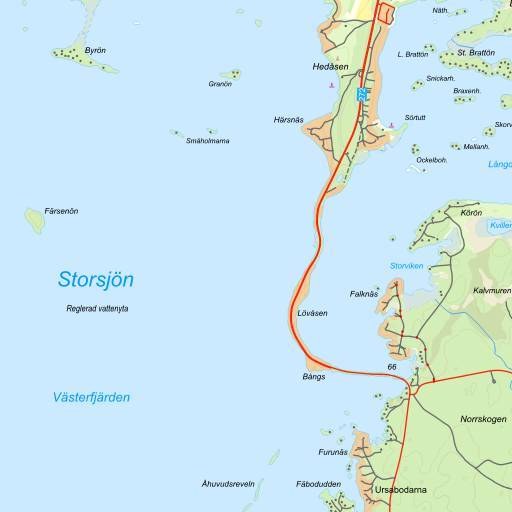 Näth.
Byrön
L. Brattön
St. Brattön
Hedåsen
Granön
Snickarh.
Braxenh.
272
Härsnäs
Sörtutt
Skorv
Småholmarna
Mellanh.
Ockelboh.
Långö
Färsenön
Körön
Kviller
Storviken
Storsjön
Falknäs
Kalvmuren
Reglerad vattenyta
Lövåsen
66
Bångs
Västerfjärden
Norrskogen
Furunäs
Åhuvudsreveln
Fäbodudden
Ursabodarna